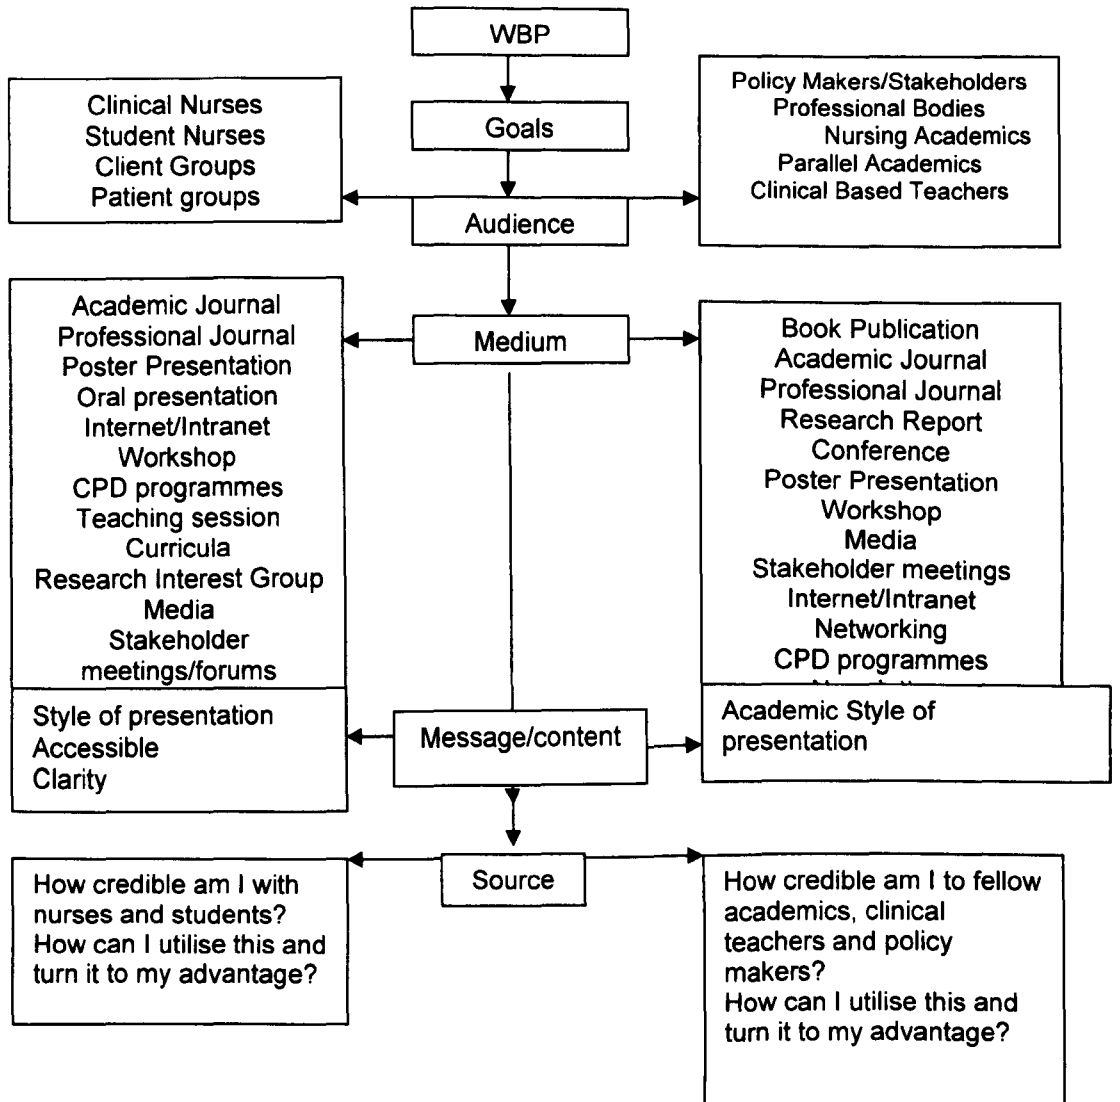 WBP
Clinical Nurses
Student Nurses
Client Groups
Patient groups
Goals
Policy Makers/Stakeholders
Professional Bodies
Nursing Academics
Parallel Academics
Clinical Based Teachers
Audience
Academic Journal
Professional Journal
Poster Presentation
Oral presentation
Internet/Intranet
Workshop
CPD programmes
Teaching session
Curricula
Research Interest Group
Media
Stakeholder
meetings/forums
Medium
Book Publication
Academic Journal
Professional Journal
Research Report
Conference
Poster Presentation
Workshop
Media
Stakeholder meetings
Internet/Intranet
Networking
CPD programmes
Style of presentation
Accessible
Clarity
Message/content
Academic Style of
presentation
How credible am I with
nurses and students?
How can I utilise this and
turn it to my advantage?
Source
How credible am I to fellow
academics, clinical
teachers and policy
makers?
How can I utilise this and
turn it to my advantage?